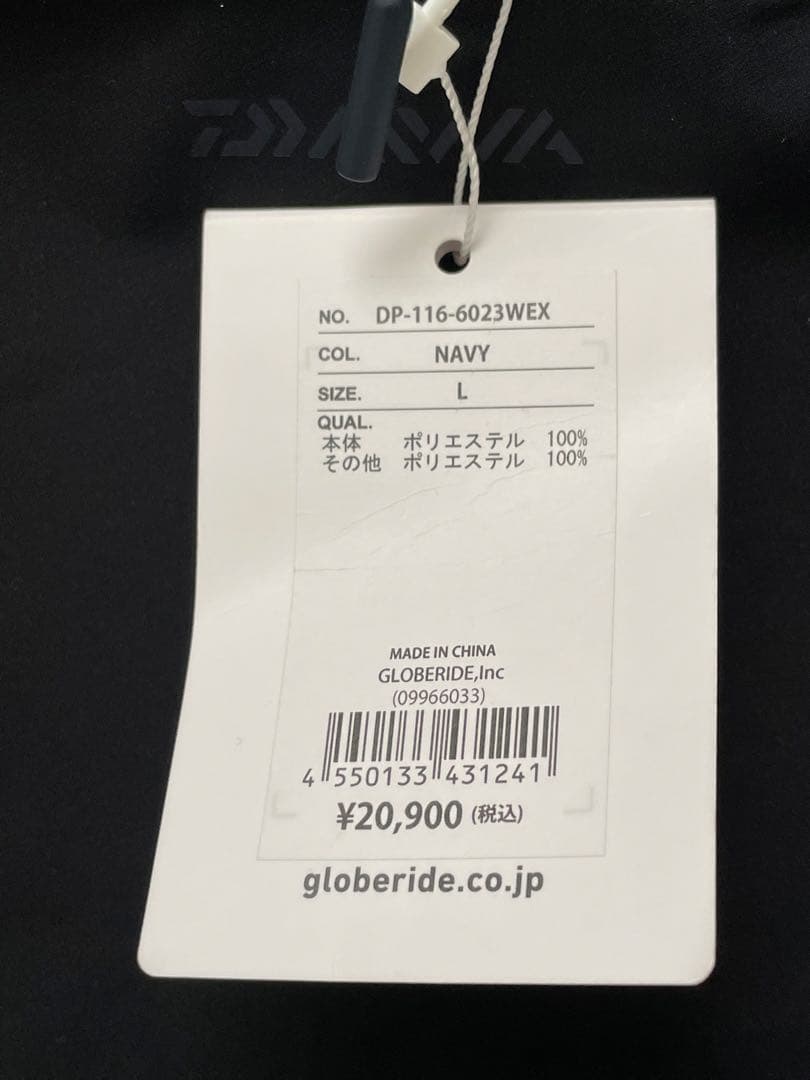 DAIWA
NO. DP-116-6023WEX
COL. NAVY
SIZE. L
QUAL.
本体 ポリエステル 100%
その他 ポリエステル 100%
MADE IN CHINA
GLOBERIDE,Inc
(09966033)
4 550133 431241
¥20,900 (税込)
globeride.co.jp